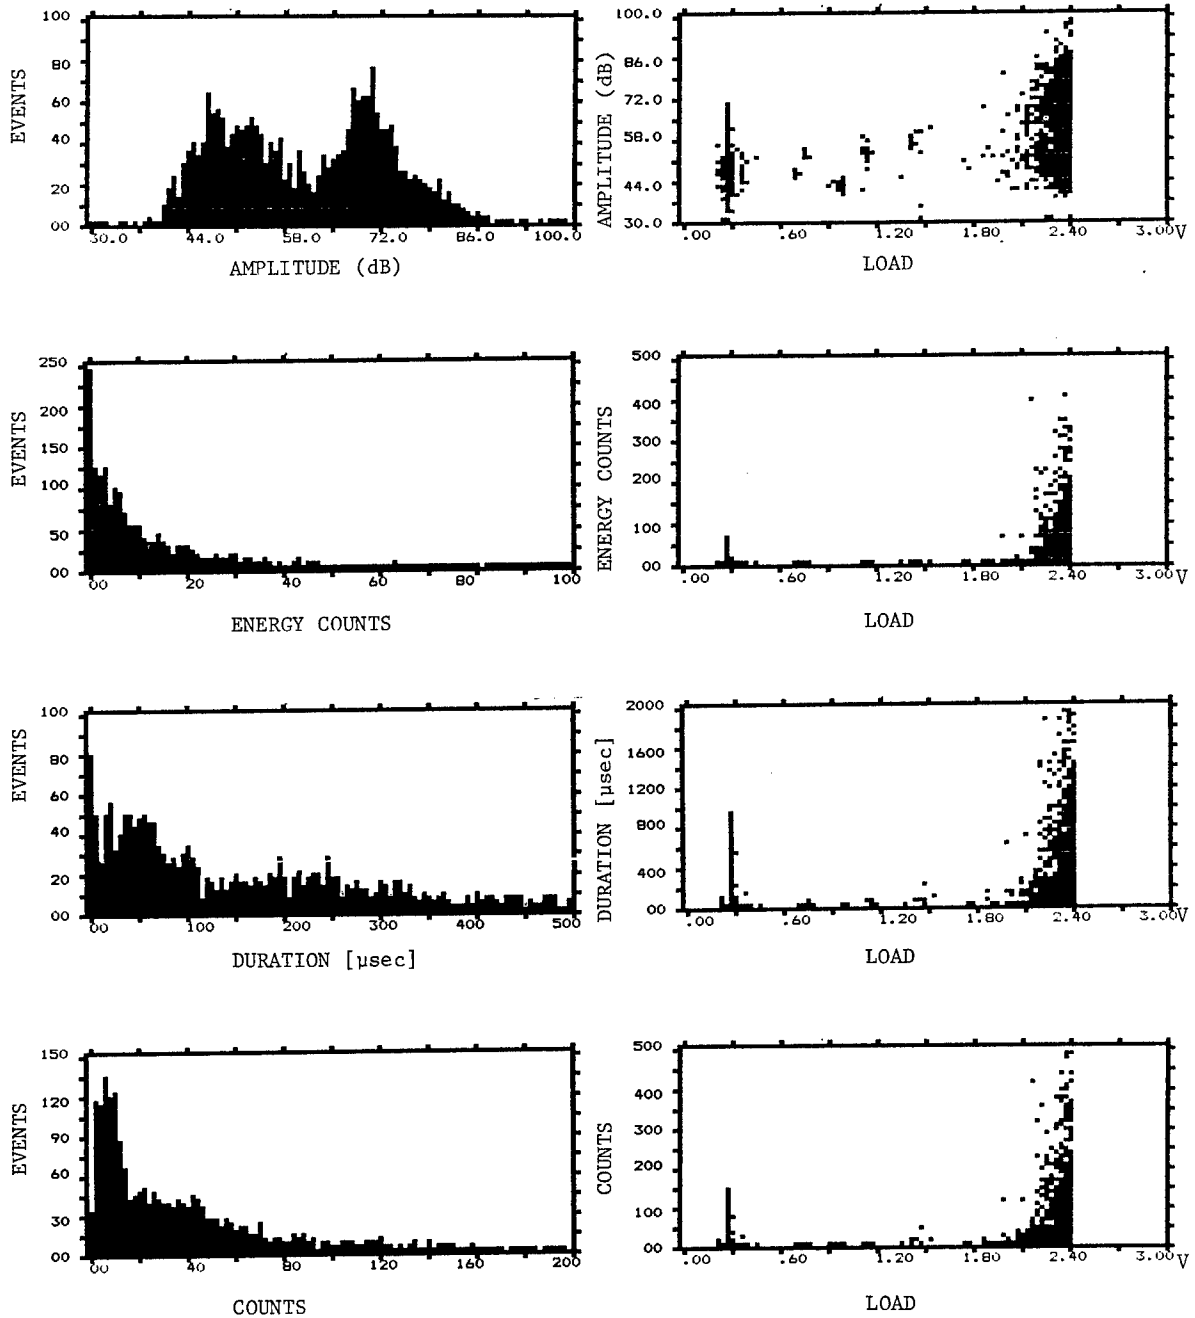 EVENTS
100
80
60
40
20
00
30.0 44.0 58.0 72.0 86.0 100.0
AMPLITUDE (dB)
AMPLITUDE (dB)
100.0
86.0
72.0
58.0
44.0
30.0
.00 .60 1.20 1.80 2.40 3.00V
LOAD
EVENTS
250
200
150
100
50
00
00 20 40 60 80 100
ENERGY COUNTS
ENERGY COUNTS
500
400
300
200
100
00
.00 .60 1.20 1.80 2.40 3.00V
LOAD
EVENTS
100
80
60
40
20
00
00 100 200 300 400 500
DURATION [μsec]
DURATION [μsec]
2000
1600
1200
800
400
00
.00 .60 1.20 1.80 2.40 3.00V
LOAD
EVENTS
150
120
90
60
30
00
00 40 80 120 160 200
COUNTS
COUNTS
500
400
300
200
100
00
.00 .60 1.20 1.80 2.40 3.00 V
LOAD